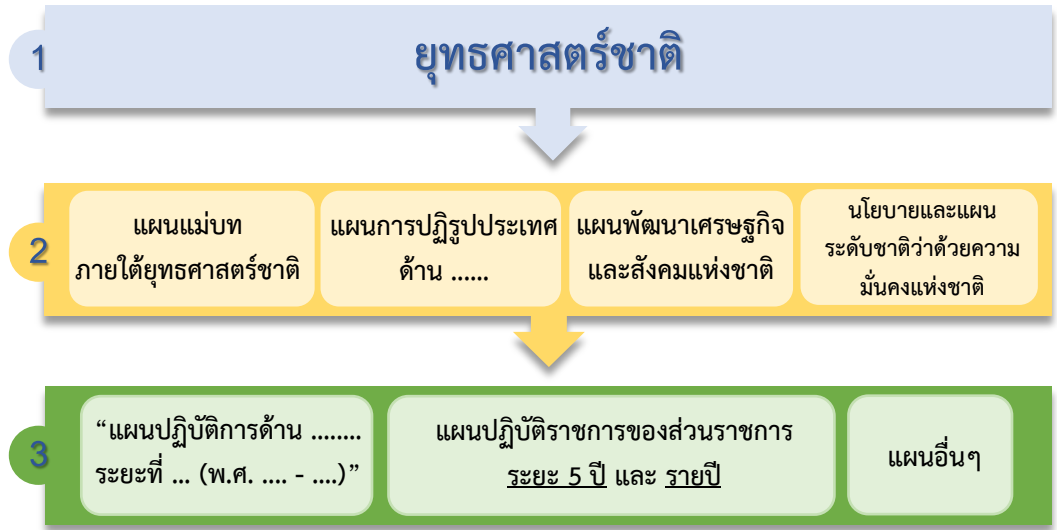 1
ยุทธศาสตร์ชาติ
2
แผนแม่บท
ภายใต้ยุทธศาสตร์ชาติ
แผนการปฏิรูปประเทศ
ด้าน ......
แผนพัฒนาเศรษฐกิจ
และสังคมแห่งชาติ
นโยบายและแผน
ระดับชาติว่าด้วยความ
มั่นคงแห่งชาติ
3
“แผนปฏิบัติการด้าน ........
ระยะที่ ... (พ.ศ. .... - ....)”
แผนปฏิบัติราชการของส่วนราชการ
ระยะ 5 ปี และ รายปี
แผนอื่นๆ